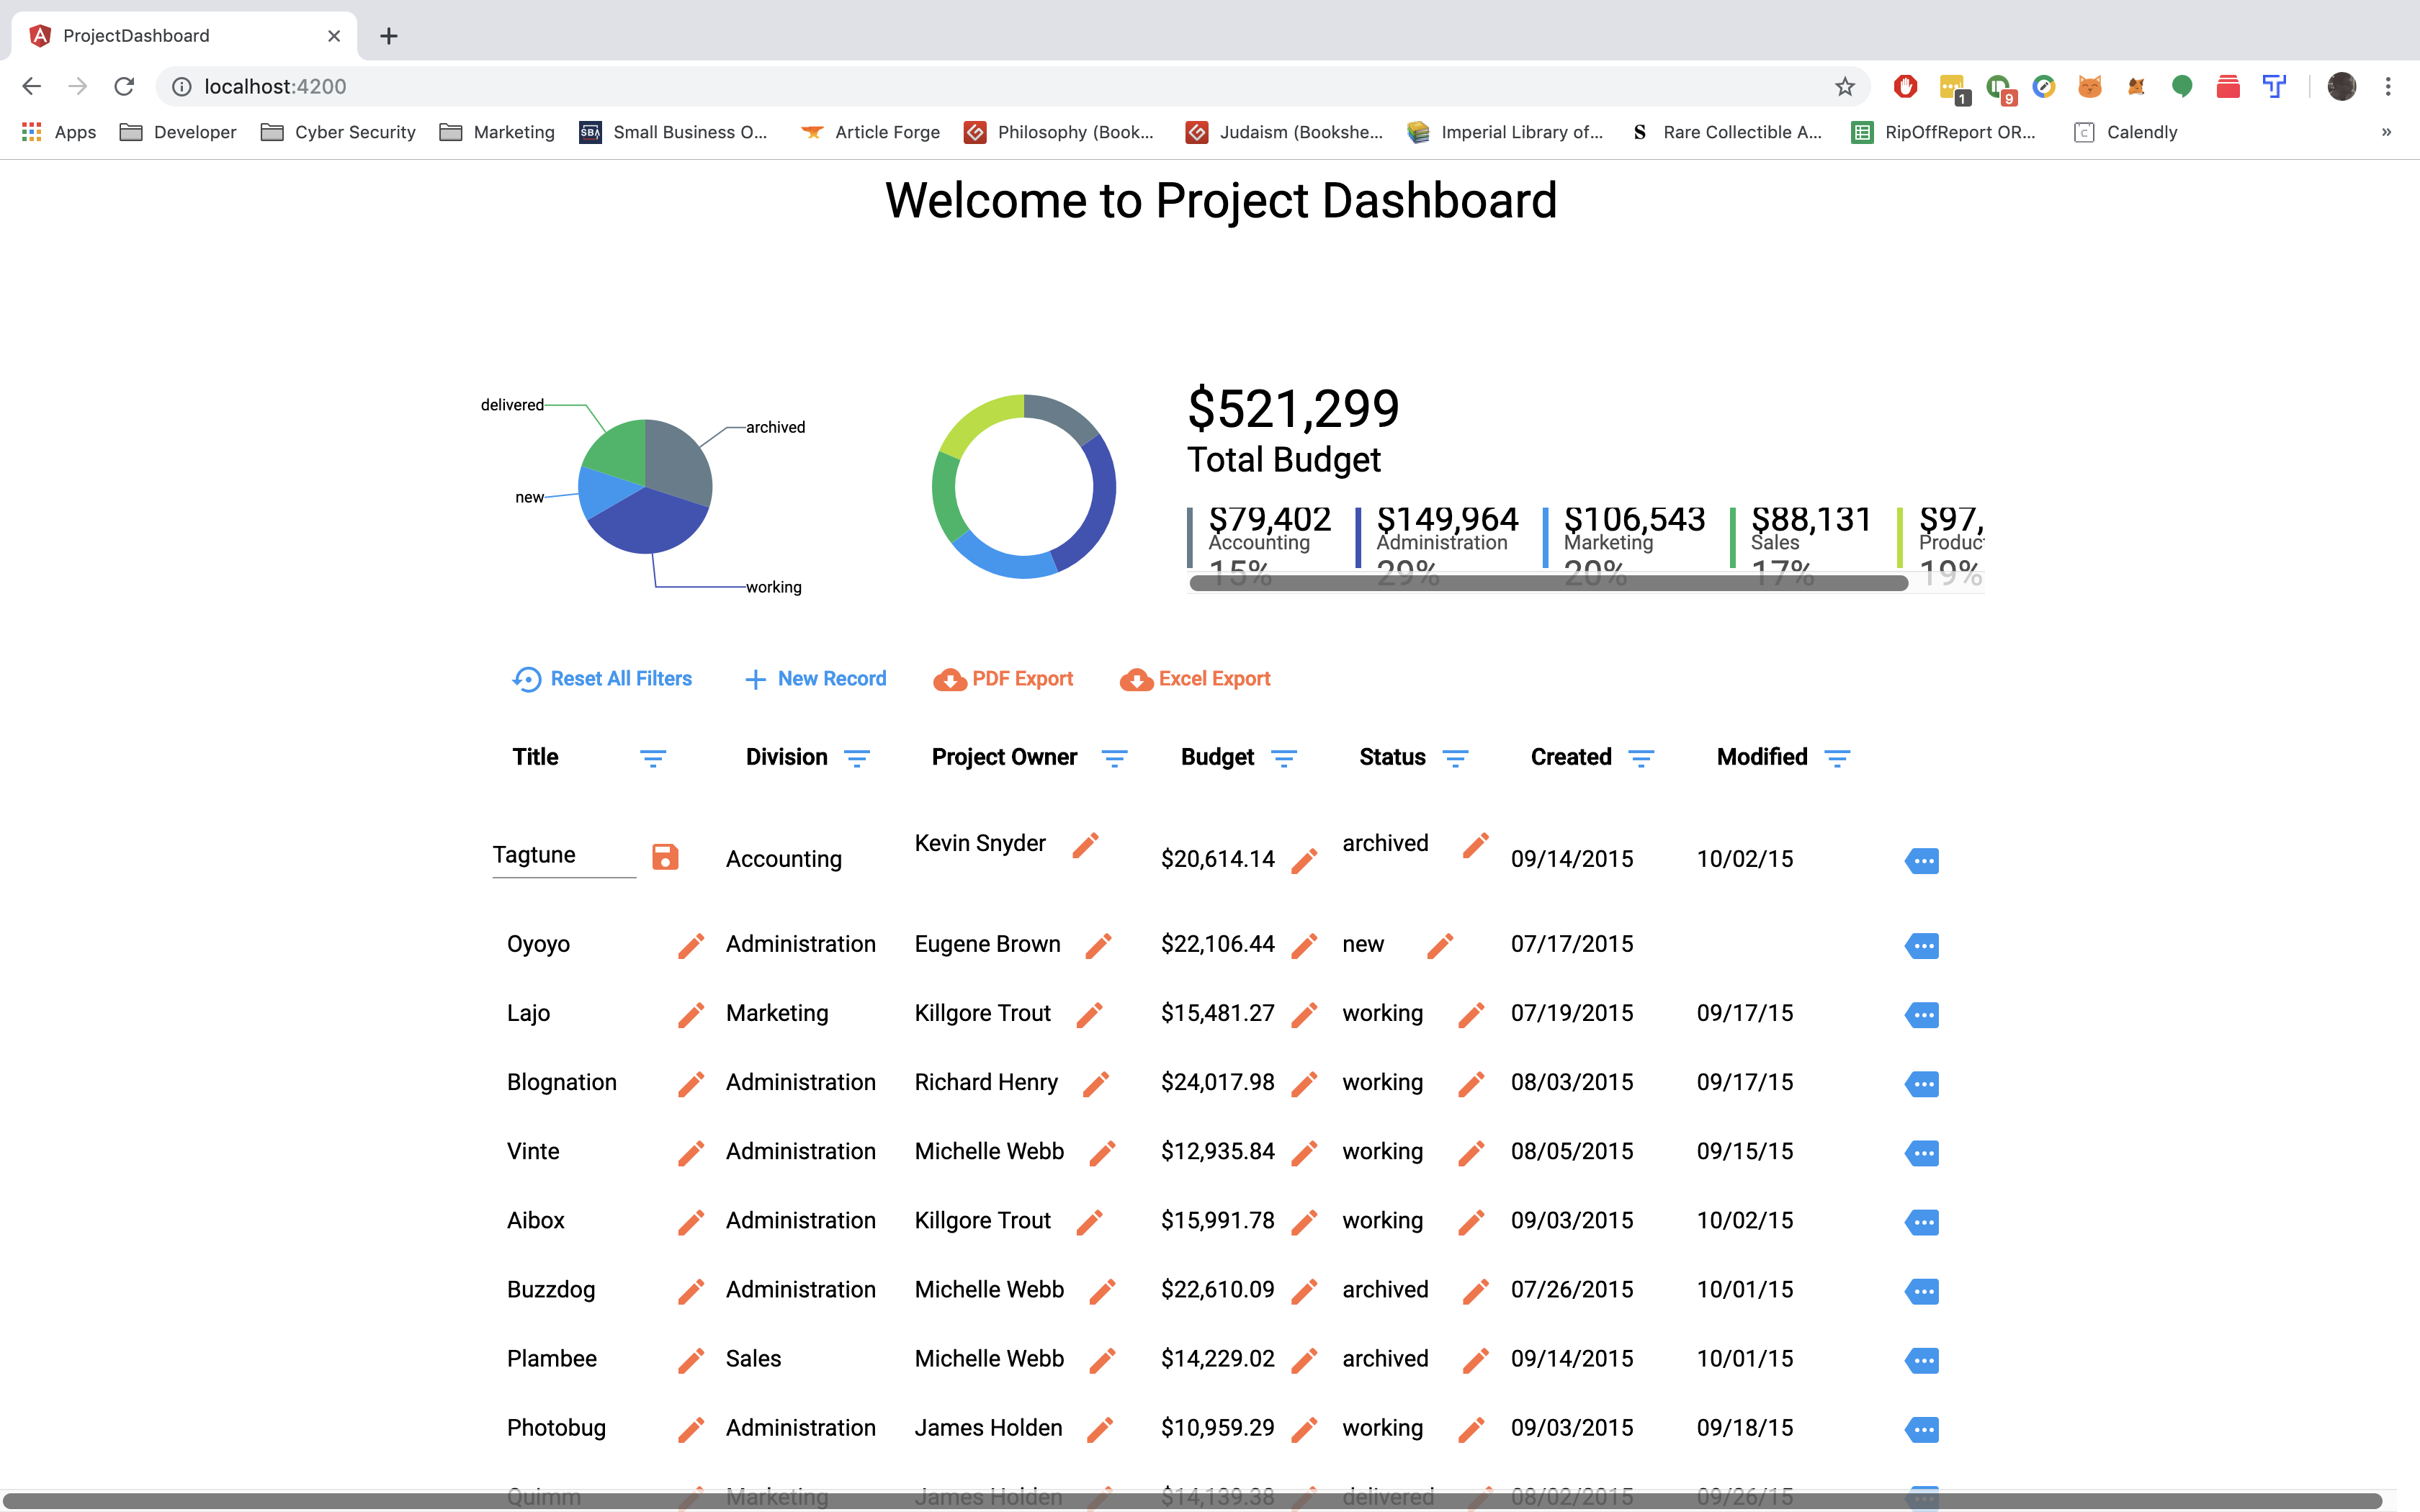 ProjectDashboard
localhost:4200
1
9
Apps Developer Cyber Security Marketing SBA Small Business O... Article Forge Philosophy (Book... Judaism (Bookshe... Imperial Library of... S Rare Collectible A... RipOffReport OR... C Calendly »
Welcome to Project Dashboard
delivered
archived
new
working
$521,299
Total Budget
$79,402 $149,964 $106,543 $88,131 $97,
Accounting Administration Marketing Sales Produc
15% 29% 20% 17% 19%
Reset All Filters New Record PDF Export Excel Export
Title Division Project Owner Budget Status Created Modified
Tagtune Accounting Kevin Snyder $20,614.14 archived 09/14/2015 10/02/15
Oyoyo Administration Eugene Brown $22,106.44 new 07/17/2015
Lajo Marketing Killgore Trout $15,481.27 working 07/19/2015 09/17/15
Blognation Administration Richard Henry $24,017.98 working 08/03/2015 09/17/15
Vinte Administration Michelle Webb $12,935.84 working 08/05/2015 09/15/15
Aibox Administration Killgore Trout $15,991.78 working 09/03/2015 10/02/15
Buzzdog Administration Michelle Webb $22,610.09 archived 07/26/2015 10/01/15
Plambee Sales Michelle Webb $14,229.02 archived 09/14/2015 10/01/15
Photobug Administration James Holden $10,959.29 working 09/03/2015 09/18/15
Quimm Marketing James Holden $14,139.38 delivered 08/02/2015 09/26/15